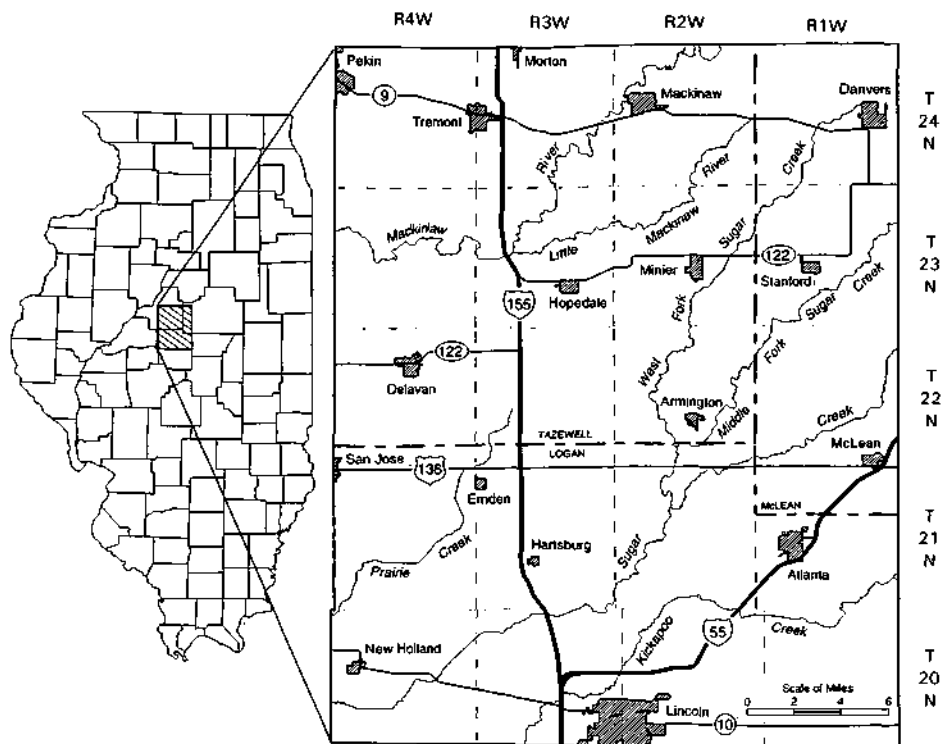 R4W
R3W
R2W
R1W
Pekin
Morton
9
Mackinaw
Danvers
T
24
N
Tremont
River
River
Creek
Sugar
Mackinaw
Little
Mackinaw
T
23
N
122
Minier
Stanford
Creek
Sugar
Hopedale
155
Fork
Fork
122
West
Delavan
T
22
N
Armington
Middle
Creek
McLean
TAZEWELL
LOGAN
San Jose
136
Emden
McLEAN
T
21
N
Hartsburg
Sugar
Creek
Prairie
Atlanta
Creek
55
Kickapoo
New Holland
T
20
N
Scale of Miles
0 2 4 6
Lincoln
10